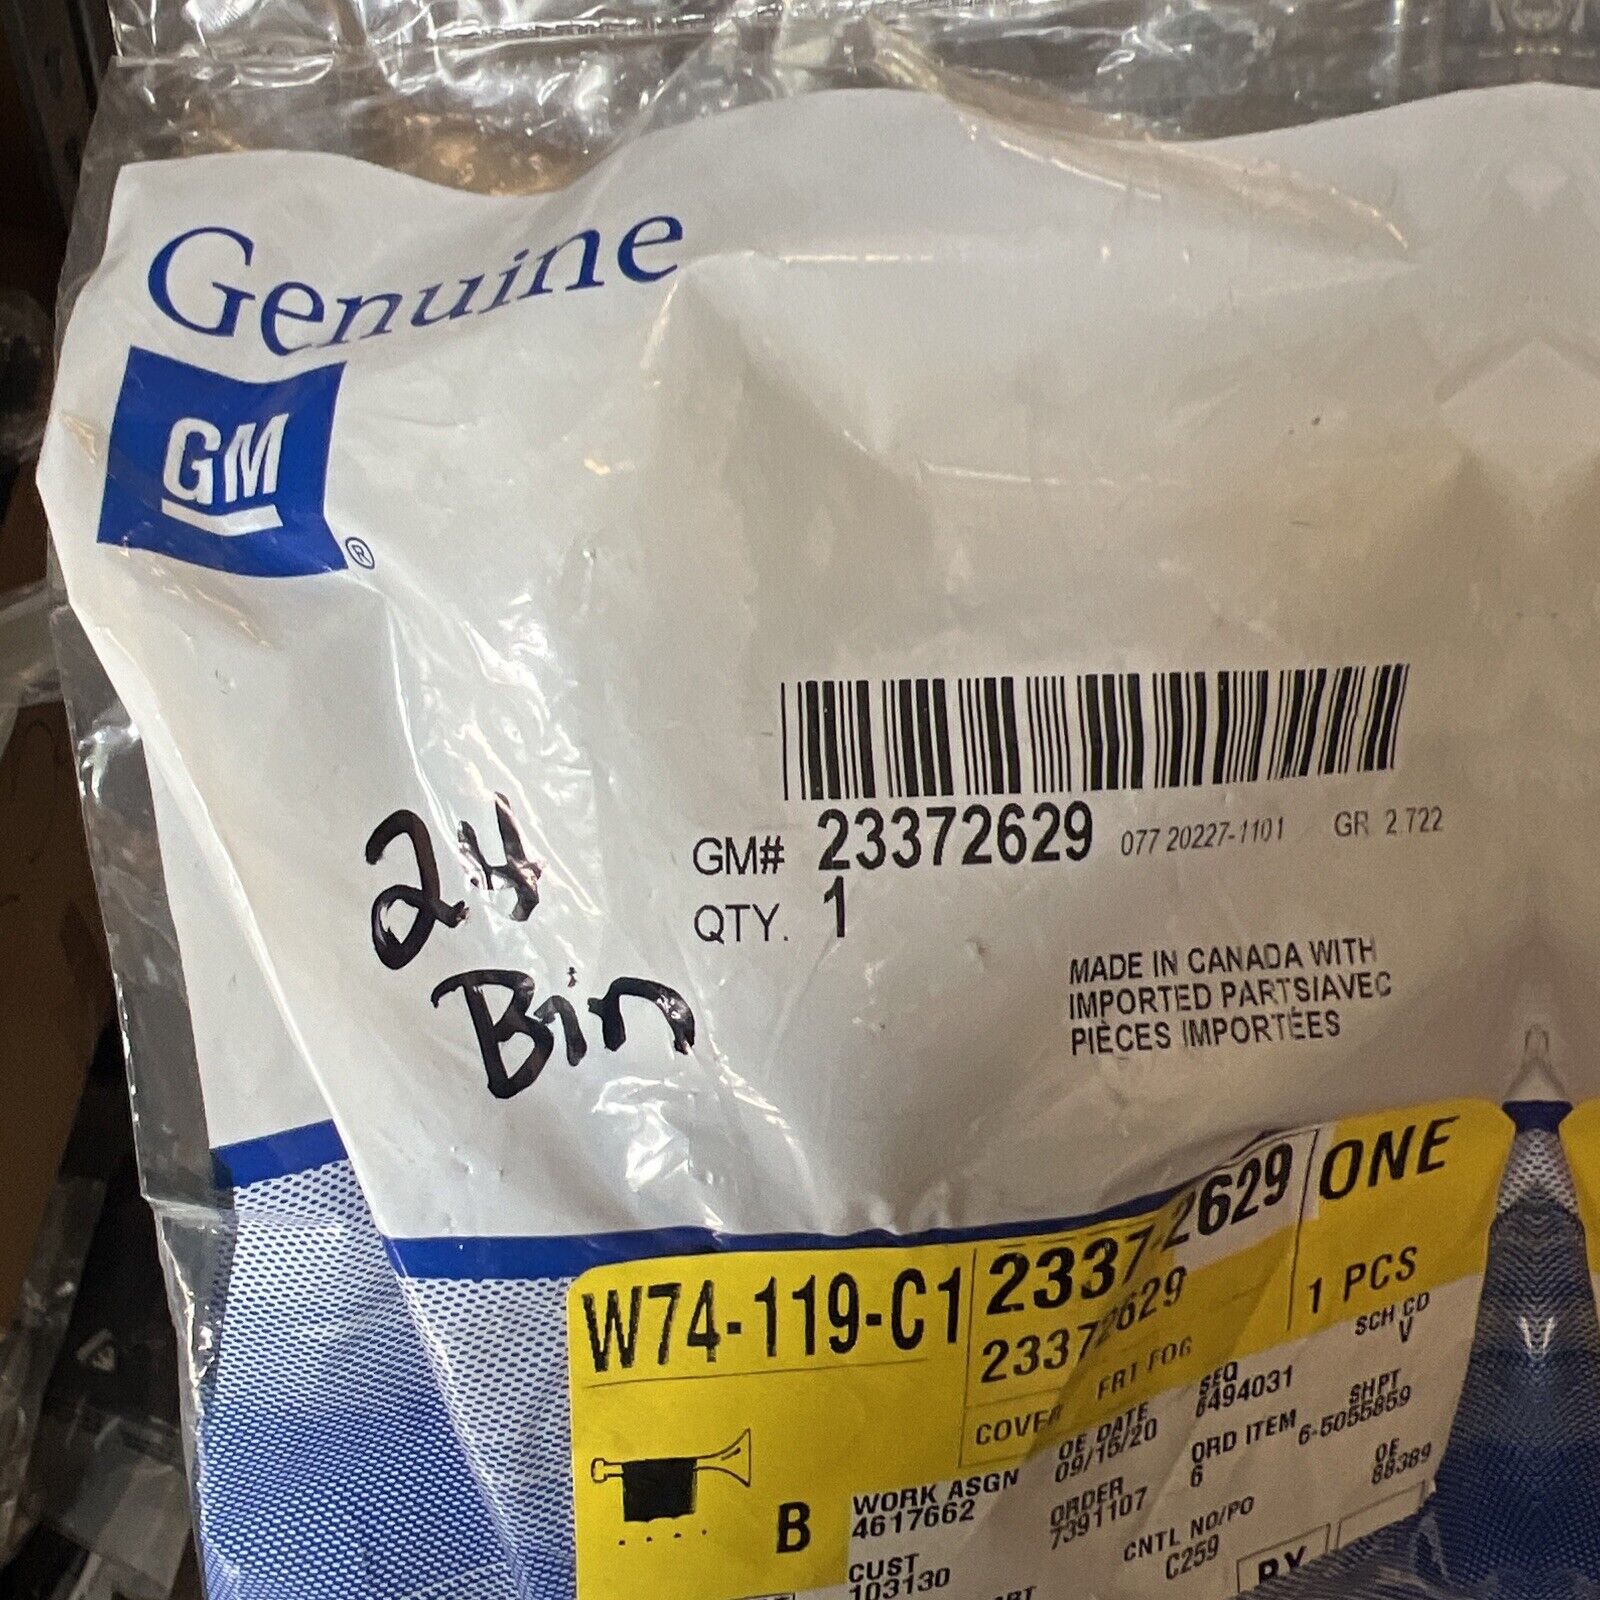 Genuine
GM
®
GM# 23372629 077 20227-1101 GR 2.722
QTY. 1
MADE IN CANADA WITH
IMPORTED PARTSIAVEC
PIÈCES IMPORTÉES
24
Bin
W74-119-C1
23372629
ONE
23372629
1 PCS
COVER FRT FOG
SCH CD
V
B
WORK ASGN
4617662
OE DATE
09/15/20
SEQ
6494031
SHPT
6-5055859
CUST
103130
ORDER
7391107
ORD ITEM
6
OE
88389
CNTL NO/PO
C259